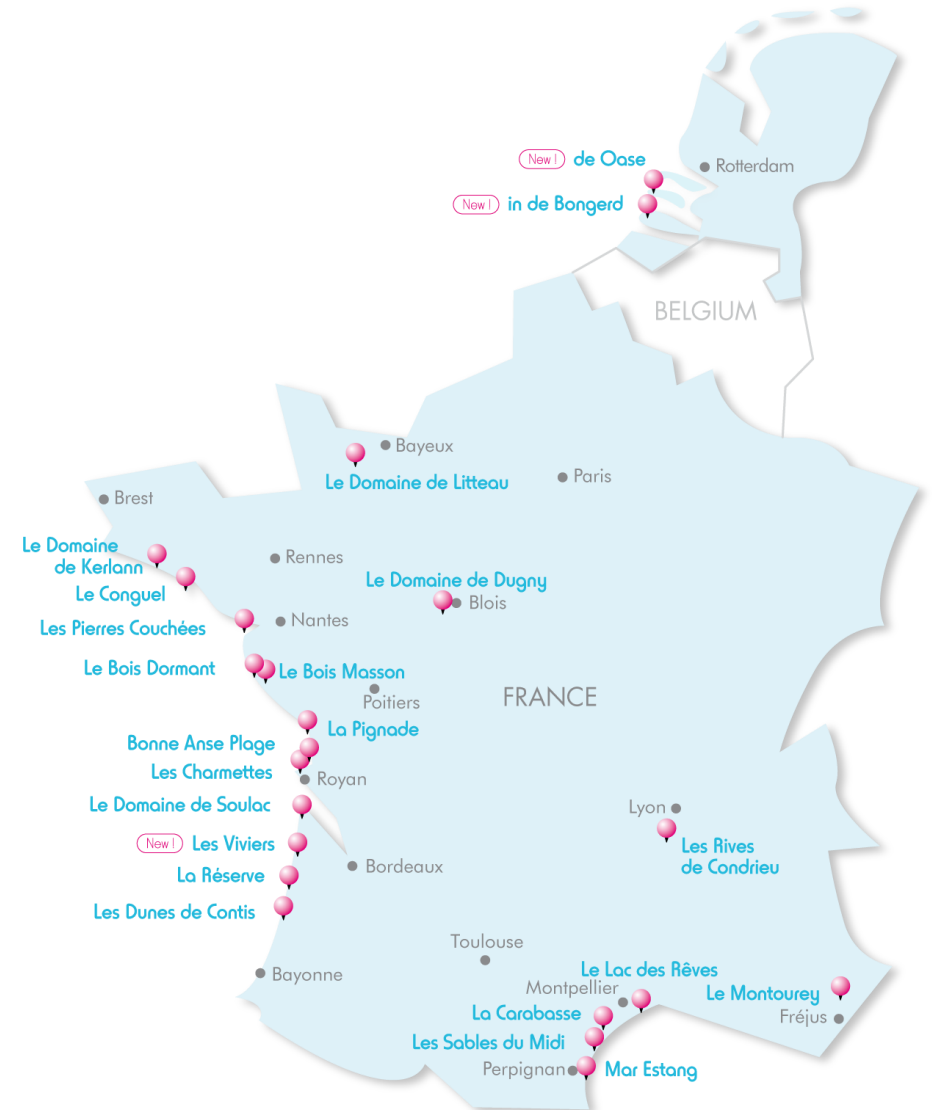 New ! de Oase
Rotterdam
New ! in de Bongerd
BELGIUM
Bayeux
Le Domaine de Litteau
Paris
Brest
Le Domaine
de Kerlann
Rennes
Le Conguel
Le Domaine de Dugny
Blois
Les Pierres Couchées
Nantes
Le Bois Dormant
Le Bois Masson
Poitiers
FRANCE
La Pignade
Bonne Anse Plage
Les Charmettes
Royan
Le Domaine de Soulac
Lyon
New ! Les Viviers
Les Rives
de Condrieu
Bordeaux
La Réserve
Les Dunes de Contis
Toulouse
Bayonne
Le Lac des Rêves
Montpellier
Le Montourey
La Carabasse
Fréjus
Les Sables du Midi
Perpignan
Mar Estang